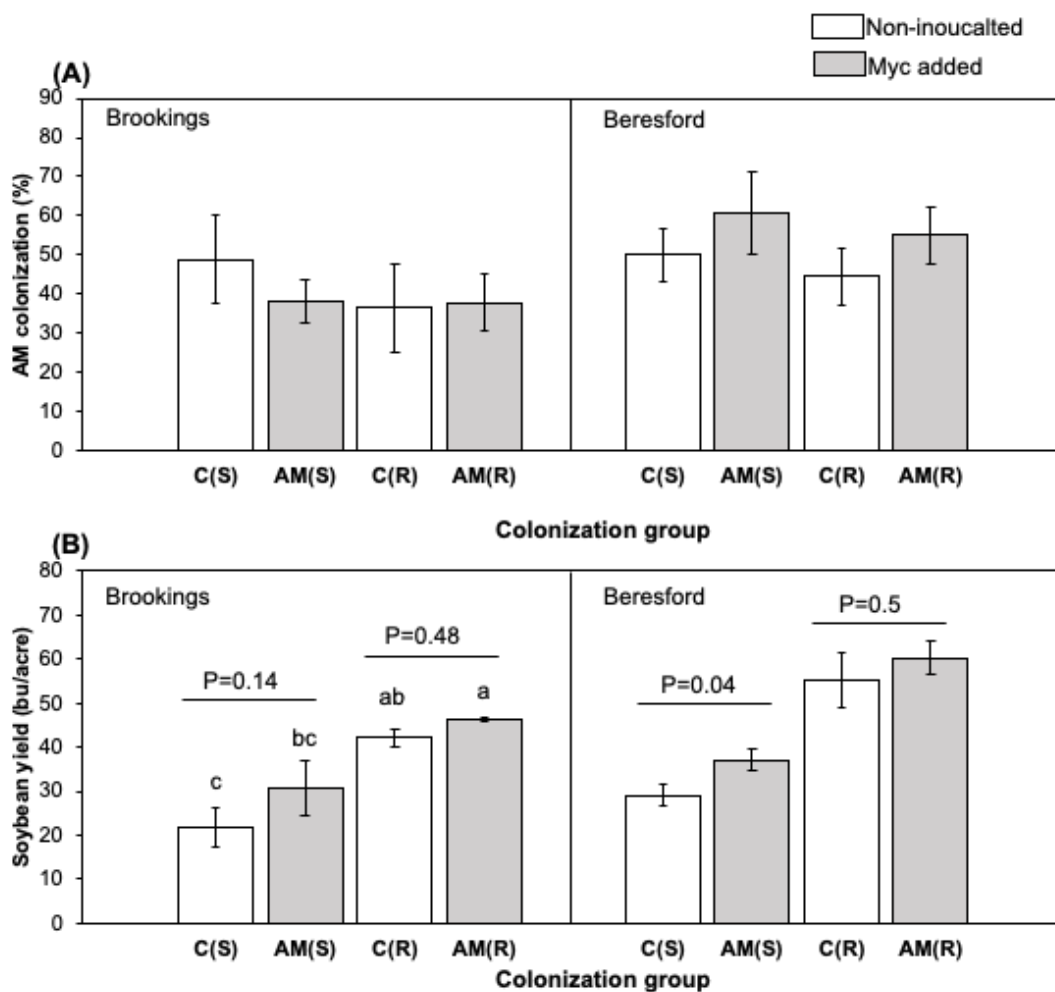 Non-inoucalted
Myc added
(A)
90
80
70
60
50
40
30
20
10
0
AM colonization (%)
Brookings
Beresford
C(S) AM(S) C(R) AM(R) C(S) AM(S) C(R) AM(R)
Colonization group
(B)
80
70
60
50
40
30
20
10
0
Soybean yield (bu/acre)
Brookings
P=0.14
P=0.48
c
bc
ab
a
Beresford
P=0.04
P=0.5
C(S) AM(S) C(R) AM(R) C(S) AM(S) C(R) AM(R)
Colonization group